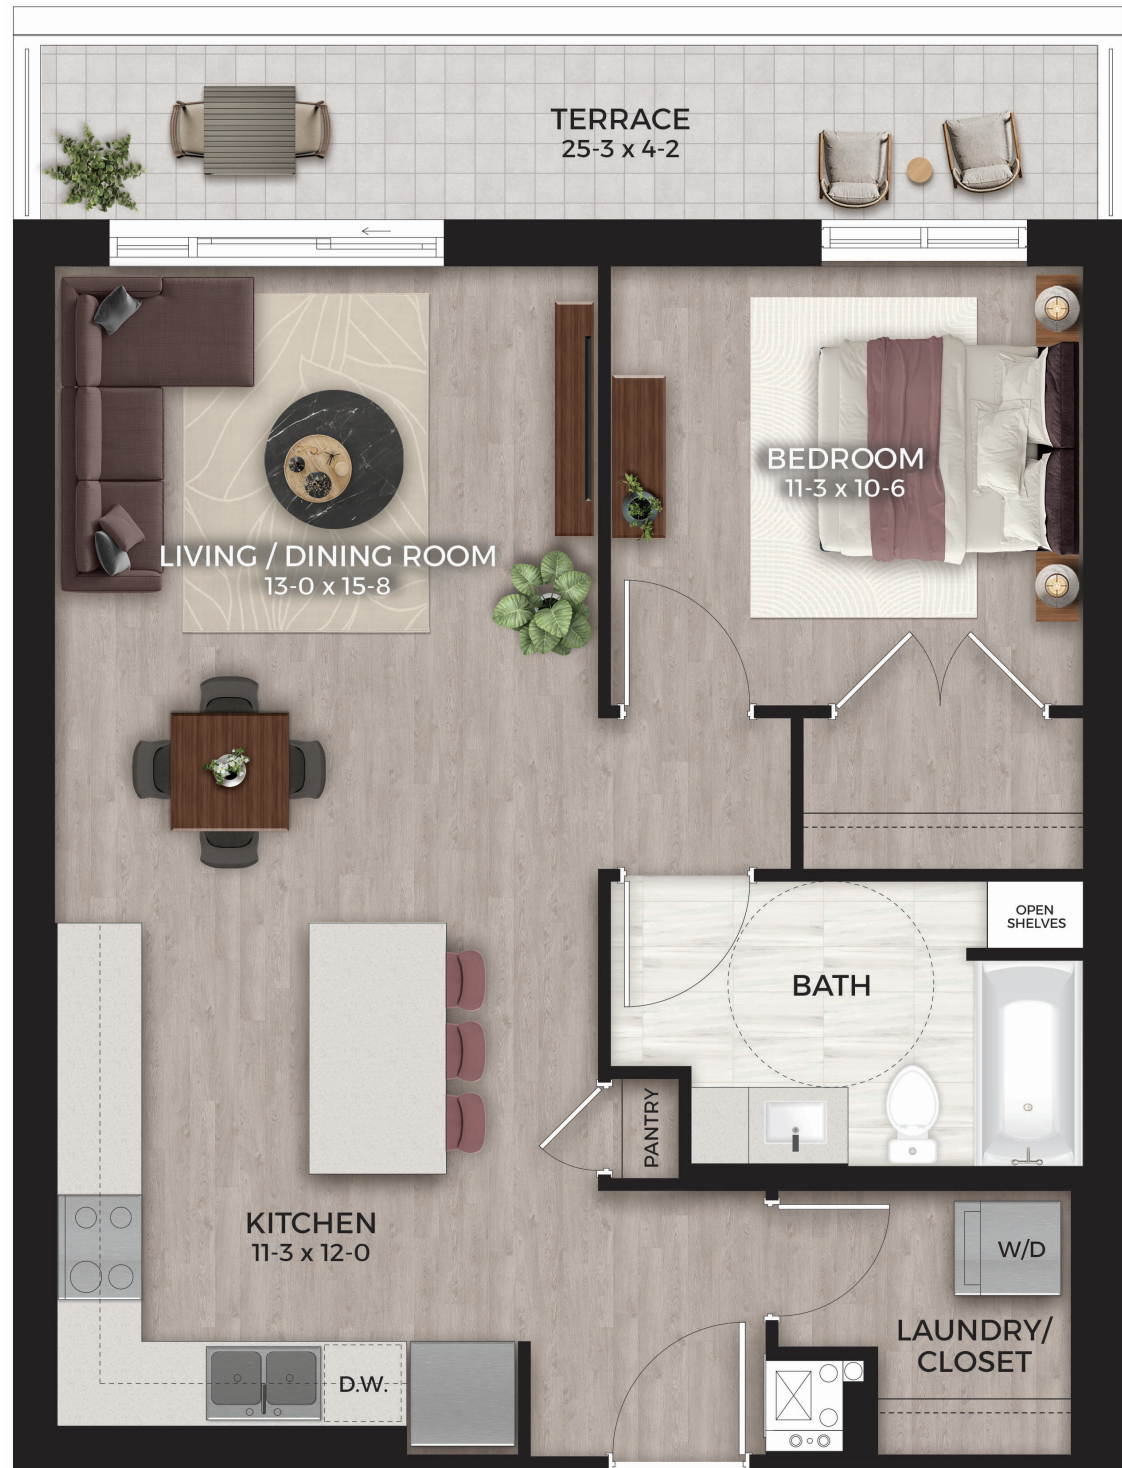 TERRACE
25-3 x 4-2
BEDROOM
11-3 x 10-6
LIVING / DINING ROOM
13-0 x 15-8
OPEN
SHELVES
BATH
PANTRY
KITCHEN
11-3 x 12-0
W/D
LAUNDRY/
CLOSET
D.W.